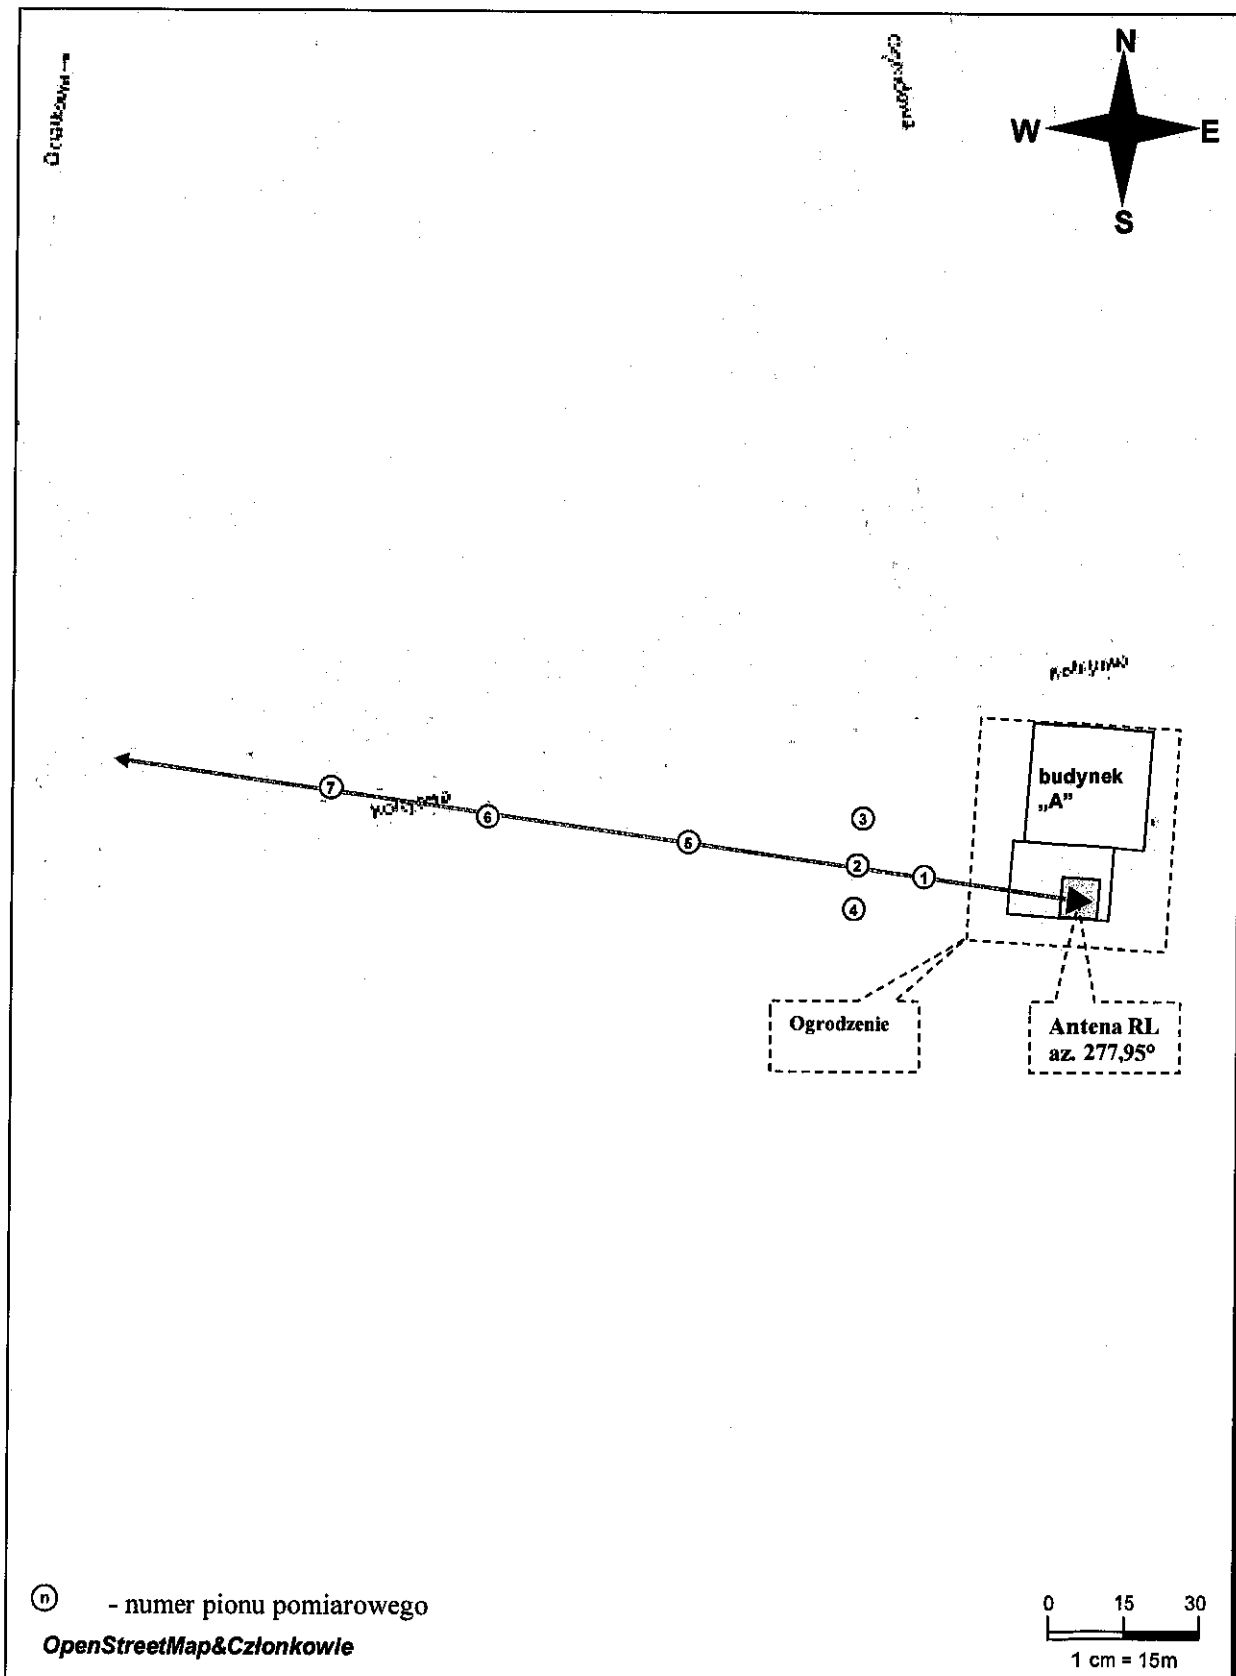 N
W
E
S
budynek
„A"
7
6
5
3
2
1
4
Ogrodzenie
Antena RL
az. 277,95°
n - numer pionu pomiarowego
OpenStreetMap&Członkowie
0 15 30
1 cm = 15m